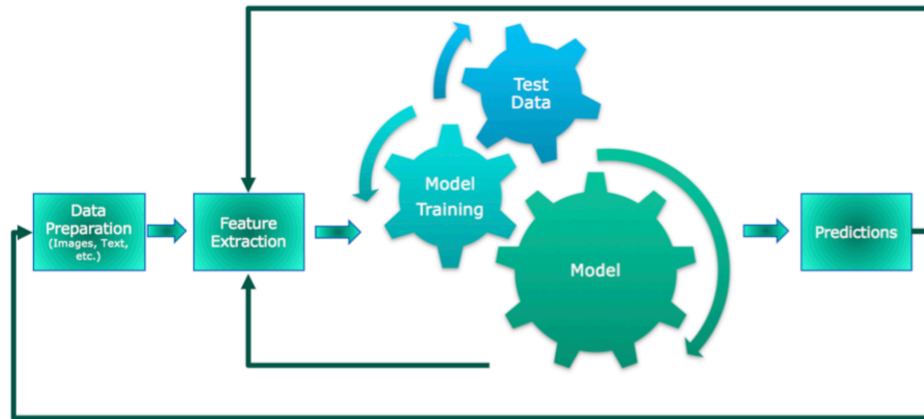 Data
Preparation
(Images, Text,
etc.)
Feature
Extraction
Test
Data
Model
Training
Model
Predictions